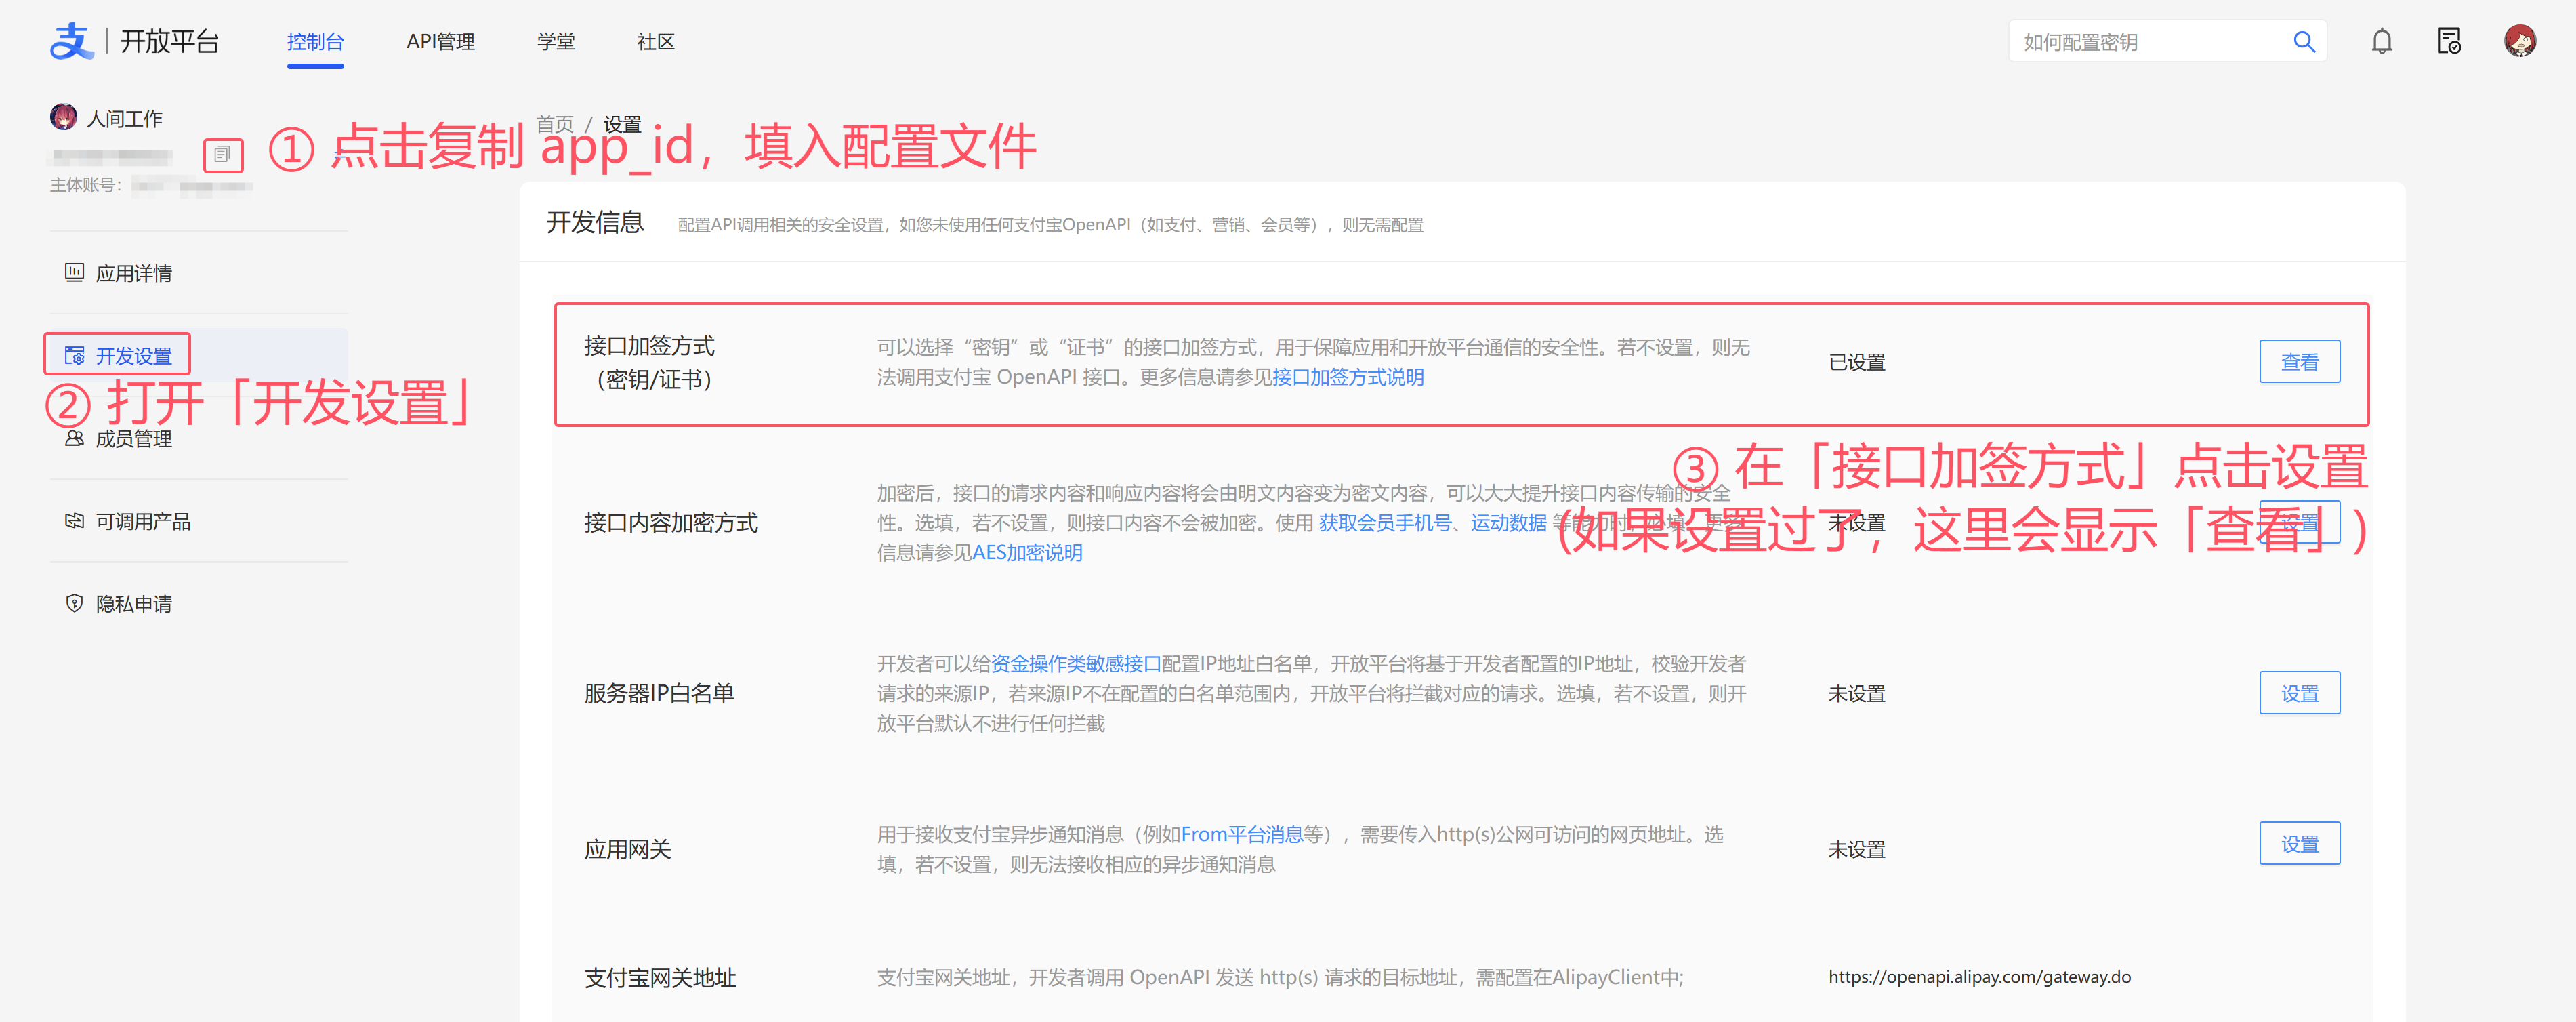 支 开放平台 控制台 API管理 学堂 社区 如何配置密钥
人间工作
首页 / 设置
① 点击复制 app_id，填入配置文件
主体账号：
开发信息 配置API调用相关的安全设置，如您未使用任何支付宝OpenAPI（如支付、营销、会员等），则无需配置
应用详情
开发设置
② 打开「开发设置」
成员管理
可调用产品
隐私申请
接口加签方式
（密钥/证书）
可以选择“密钥”或“证书”的接口加签方式，用于保障应用和开放平台通信的安全性。若不设置，则无
法调用支付宝 OpenAPI 接口。更多信息请参见接口加签方式说明
已设置
查看
③ 在「接口加签方式」点击设置
(如果设置过了，这里会显示「查看」)
接口内容加密方式
加密后，接口的请求内容和响应内容将会由明文内容变为密文内容，可以大大提升接口内容传输的安全
性。选填，若不设置，则接口内容不会被加密。使用 获取会员手机号、运动数据 等能力时，必填。更多
信息请参见AES加密说明
未设置
设置
服务器IP白名单
开发者可以给资金操作类敏感接口配置IP地址白名单，开放平台将基于开发者配置的IP地址，校验开发者
请求的来源IP，若来源IP不在配置的白名单范围内，开放平台将拦截对应的请求。选填，若不设置，则开
放平台默认不进行任何拦截
未设置
设置
应用网关
用于接收支付宝异步通知消息（例如From平台消息等），需要传入http(s)公网可访问的网页地址。选
填，若不设置，则无法接收相应的异步通知消息
未设置
设置
支付宝网关地址
支付宝网关地址，开发者调用 OpenAPI 发送 http(s) 请求的目标地址，需配置在AlipayClient中;
https://openapi.alipay.com/gateway.do